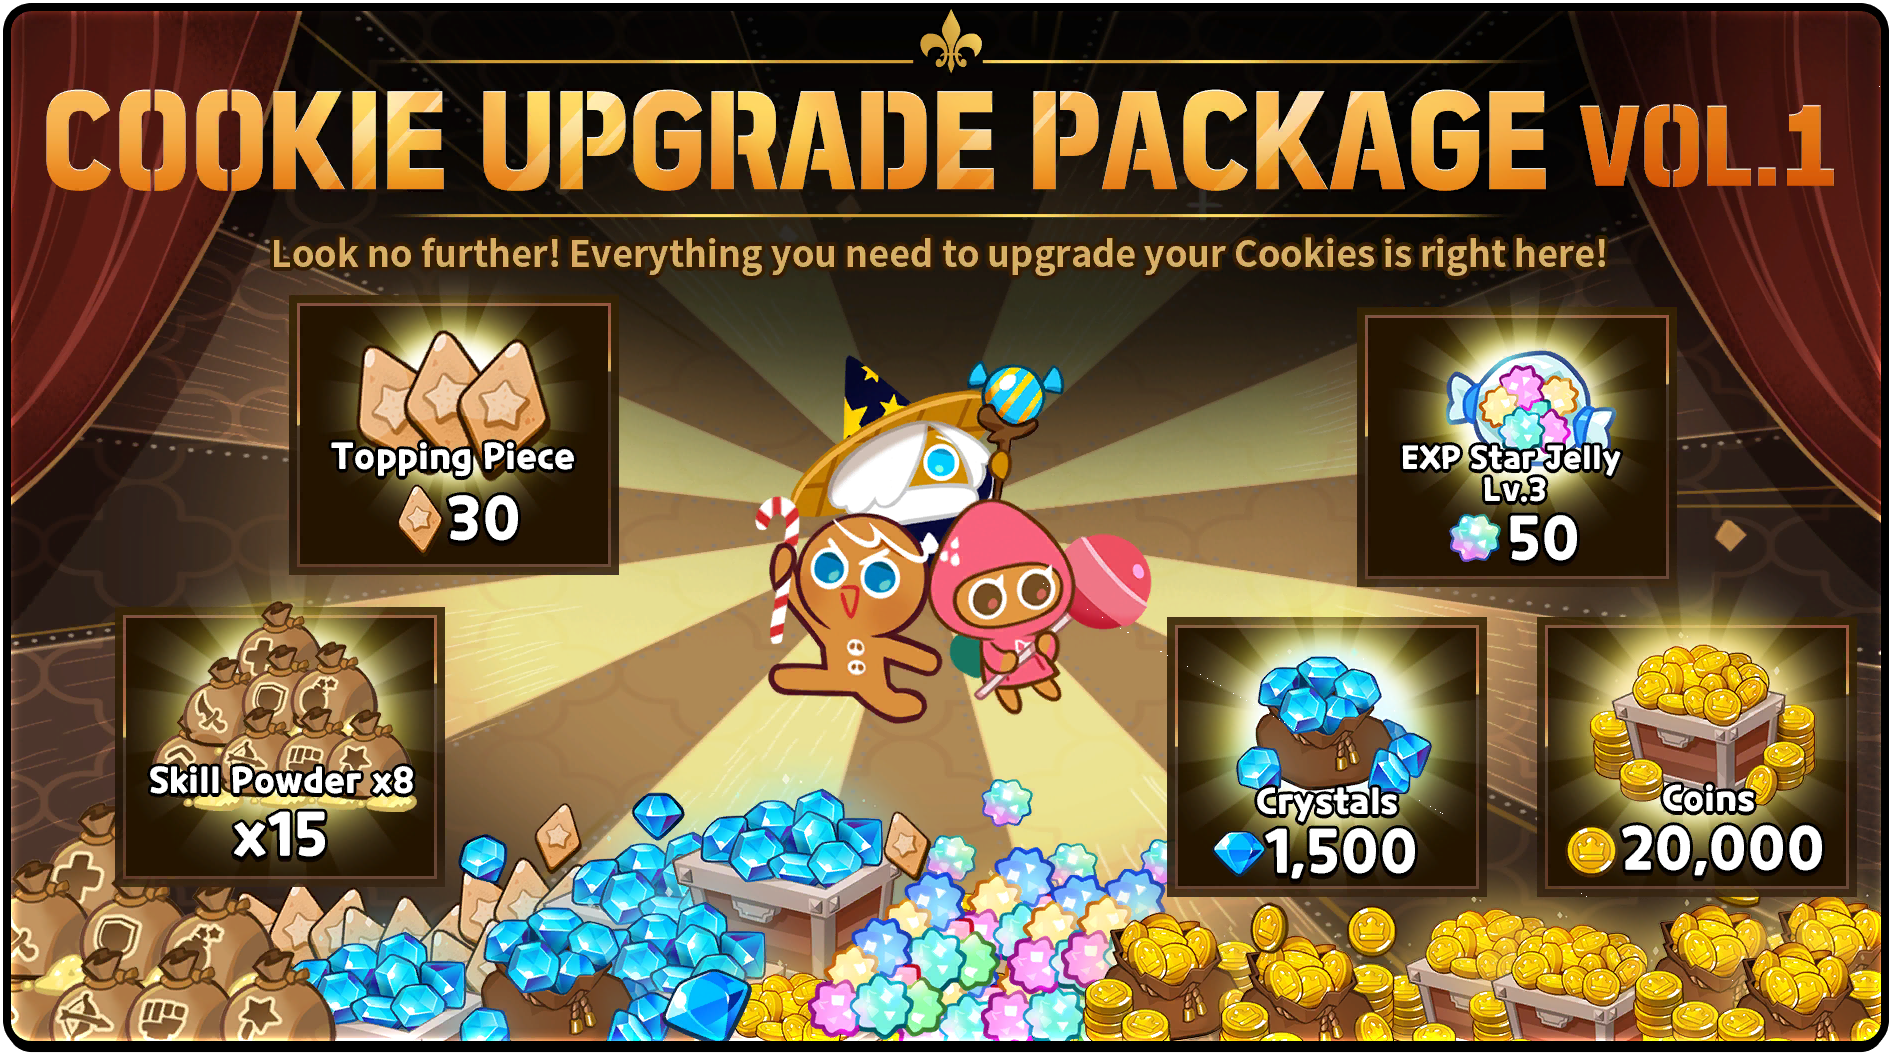 COOKIE UPGRADE PACKAGE VOL.1
Look no further! Everything you need to upgrade your Cookies is right here!
Topping Piece
30
EXP Star Jelly
Lv.3
50
Skill Powder x8
x15
Crystals
1,500
Coins
20,000